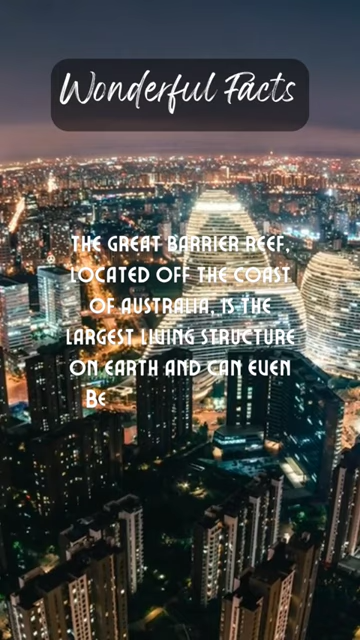 Wonderful Facts
THE GREAT BARRIER REEF,
LOCATED OFF THE COAST
OF AUSTRALIA, IS THE
LARGEST LIVING STRUCTURE
ON EARTH AND CAN EVEN
BE